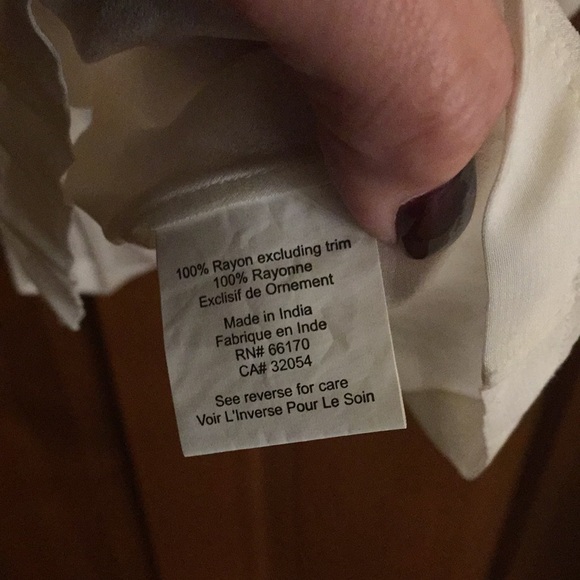 100% Rayon excluding trim
100% Rayonne
Exclisif de Ornement
Made in India
Fabrique en Inde
RN# 66170
CA# 32054
See reverse for care
Voir L'Inverse Pour Le Soin